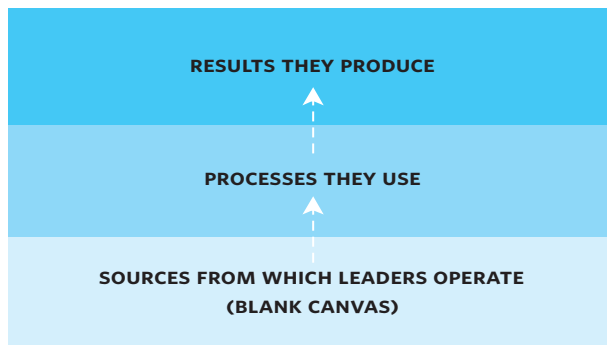 RESULTS THEY PRODUCE
PROCESSES THEY USE
SOURCES FROM WHICH LEADERS OPERATE
(BLANK CANVAS)